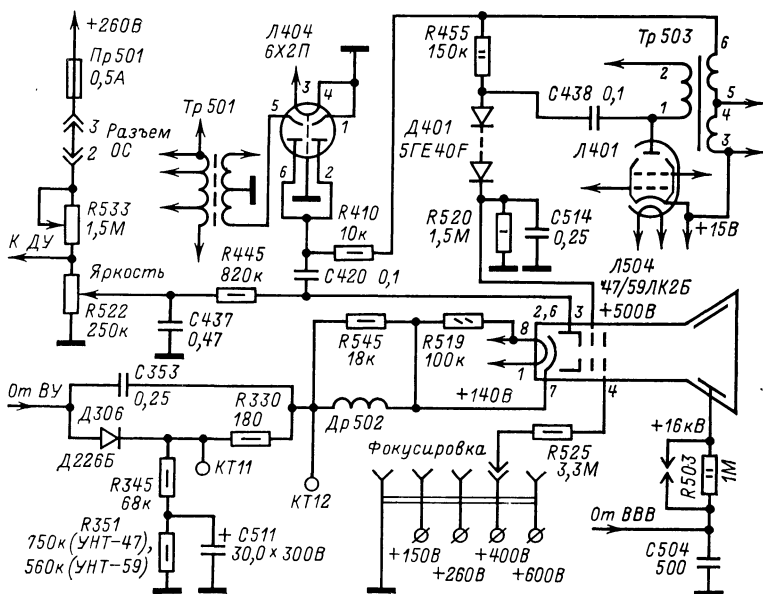 +260В
Пр501
0,5А
3
Разъем
2
ОС
R533
1,5М
К ДУ
Яркость
R522
250к
Тр501
Л404
6Х2П
3
4
5
1
6
2
R410
10к
R445
820к
С420 0,1
С437
0,47
R455
150к
Тр503
6
2
5
1
4
3
С438 0,1
Д401
5ГЕ40F
Л401
R520
1,5М
С514
0,25
+15В
Л504
47/59ЛК2Б
+500В
2,6
3
8
1
7
4
R545
18к
R519
100к
+140В
От ВУ
С353
0,25
Д306
Д226Б
R330
180
Др502
КТ11
КТ12
R345
68к
R351
750к(УНТ-47),
560к(УНТ-59)
+ С511
30,0×300В
Фокусировка
R525
3,3М
+150В
+260В
+400В
+600В
+16кВ
R503
1М
От ВВВ
С504
500